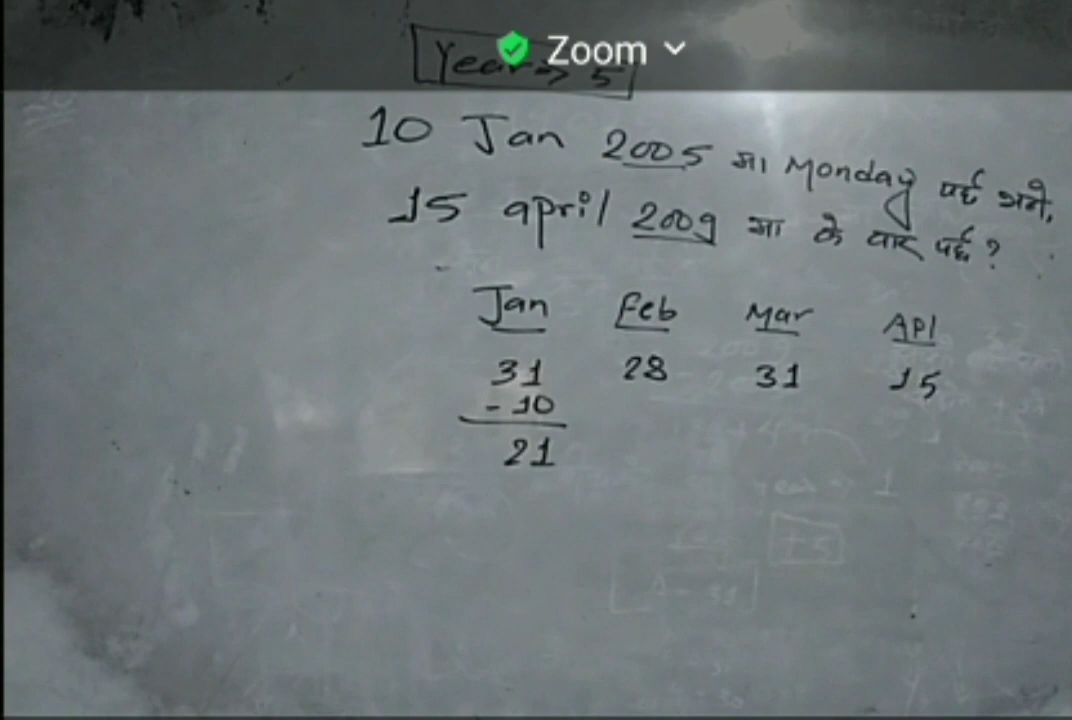 Zoom
Year → 5
10 Jan 2005 मा Monday पर्छ भने,
15 april 2009 मा के वार पर्छ ?
Jan Feb Mar Apl
31 28 31 15
- 10
21